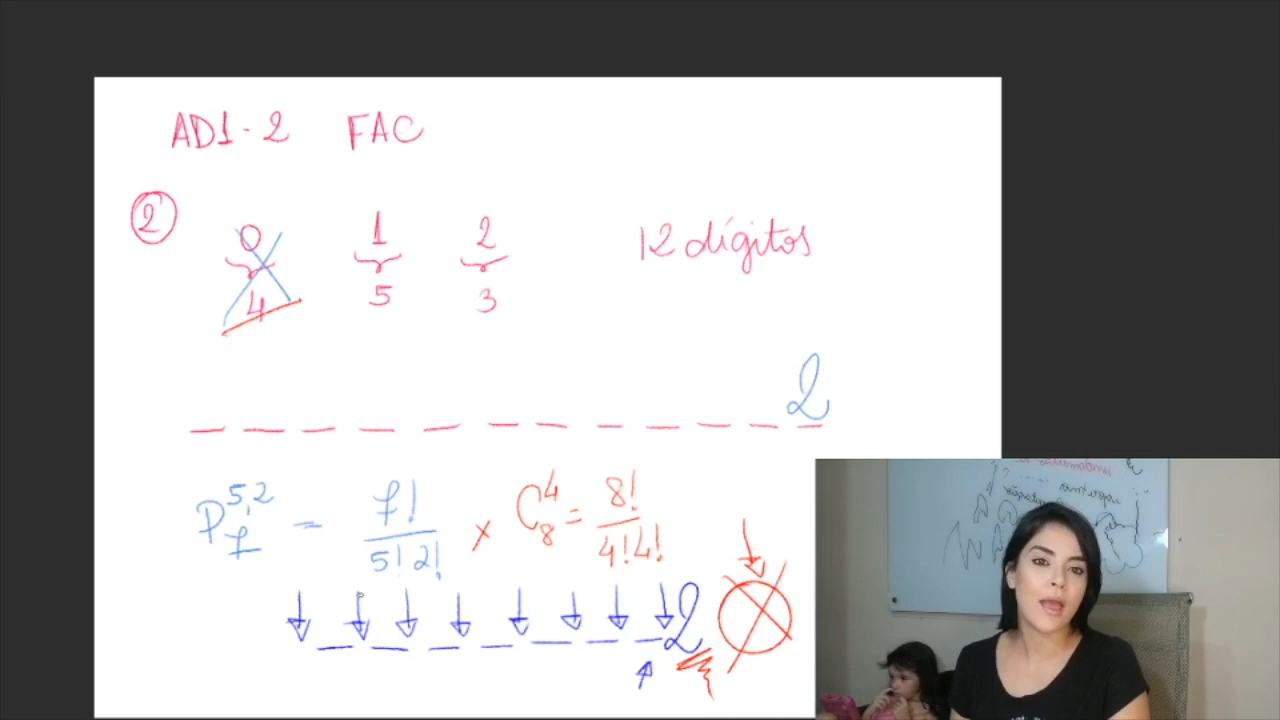 AD1-2 FAC
2 0 1 2 12 dígitos
4 5 3
2
P 5,2 7 = 7! / 5! 2! x C 4 8 = 8! / 4! 4!
2